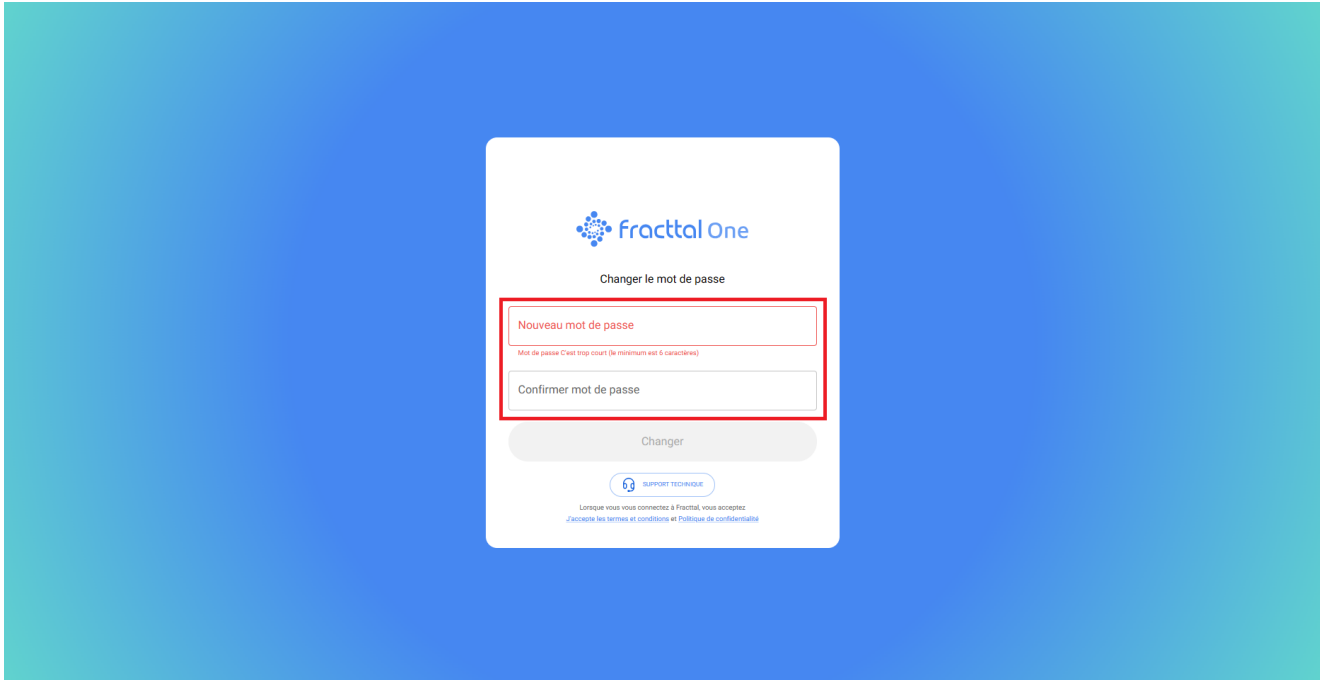 fracttal One
Changer le mot de passe
Nouveau mot de passe
Mot de passe C'est trop court (le minimum est 6 caractères)
Confirmer mot de passe
Changer
SUPPORT TECHNIQUE
Lorsque vous vous connectez à Fracttal, vous acceptez
J'accepte les termes et conditions et Politique de confidentialité